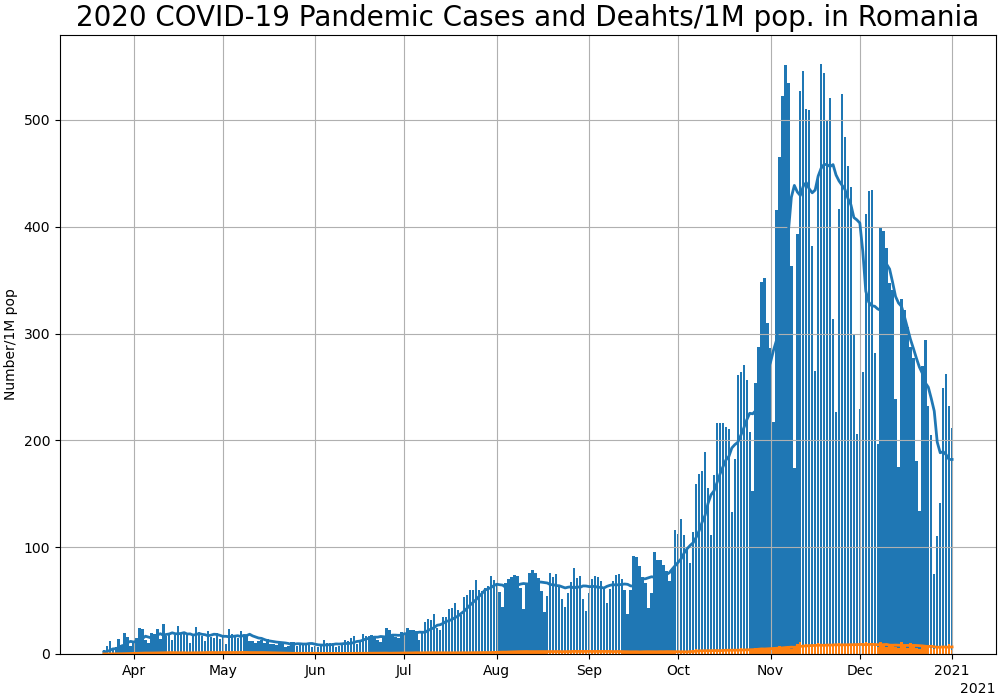 2020 COVID-19 Pandemic Cases and Deahts/1M pop. in Romania
Number/1M pop
500
400
300
200
100
0
Apr May Jun Jul Aug Sep Oct Nov Dec 2021
2021